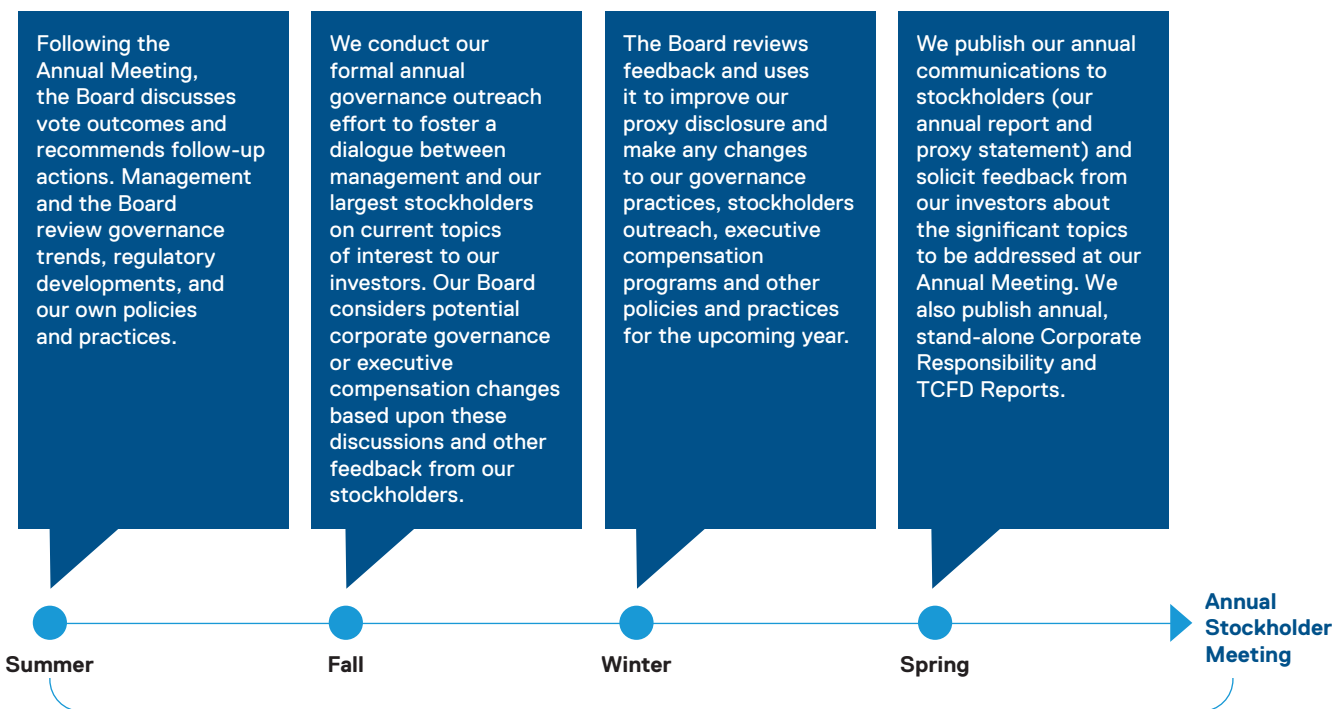 Following the
Annual Meeting,
the Board discusses
vote outcomes and
recommends follow-up
actions. Management
and the Board
review governance
trends, regulatory
developments, and
our own policies
and practices.
We conduct our
formal annual
governance outreach
effort to foster a
dialogue between
management and our
largest stockholders
on current topics
of interest to our
investors. Our Board
considers potential
corporate governance
or executive
compensation changes
based upon these
discussions and other
feedback from our
stockholders.
The Board reviews
feedback and uses
it to improve our
proxy disclosure and
make any changes
to our governance
practices, stockholders
outreach, executive
compensation
programs and other
policies and practices
for the upcoming year.
We publish our annual
communications to
stockholders (our
annual report and
proxy statement) and
solicit feedback from
our investors about
the significant topics
to be addressed at our
Annual Meeting. We
also publish annual,
stand-alone Corporate
Responsibility and
TCFD Reports.
Summer
Fall
Winter
Spring
Annual
Stockholder
Meeting